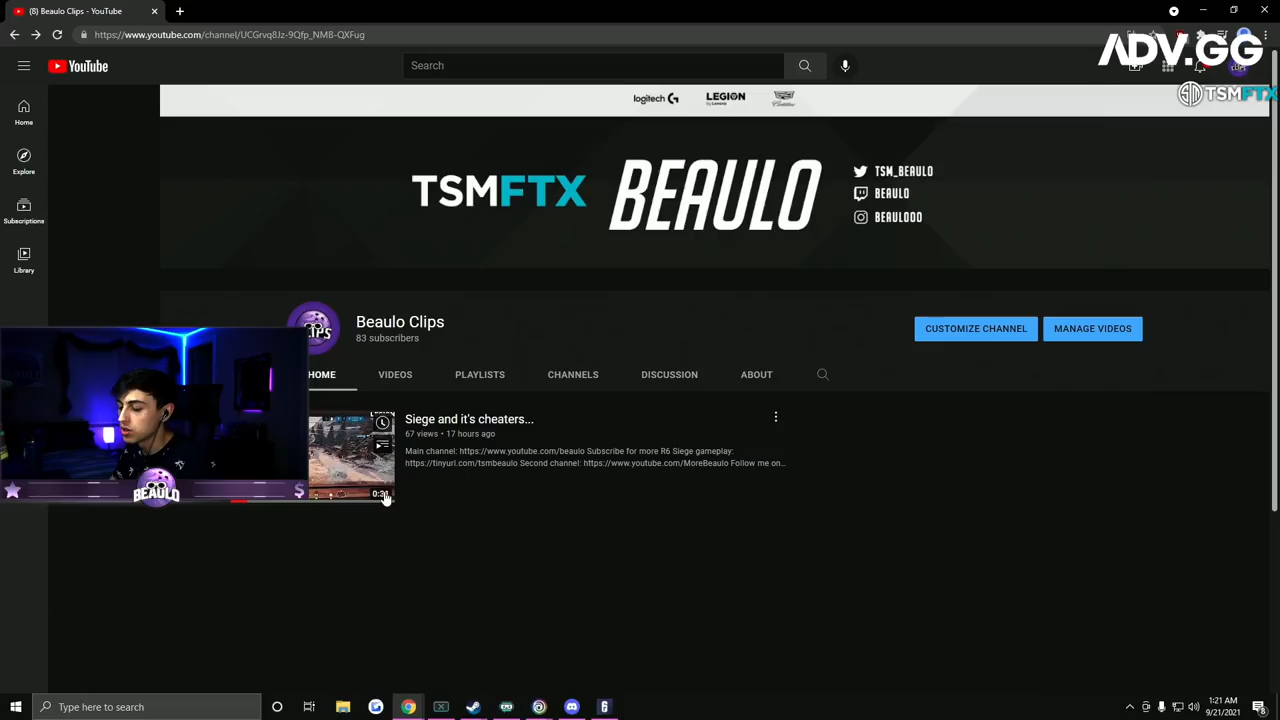 (8) Beaulo Clips - YouTube
https://www.youtube.com/channel/UCGrvq8Jz-9Qfp_NMB-QXFug
ADV.GG
YouTube
Search
TSMFTX
logitech G
LEGION
by Lenovo
Cadillac
Home
Explore
Subscriptions
Library
TSMFTX
BEAULO
TSM_BEAULO
BEAULO
BEAULOOO
Beaulo Clips
83 subscribers
CUSTOMIZE CHANNEL
MANAGE VIDEOS
HOME
VIDEOS
PLAYLISTS
CHANNELS
DISCUSSION
ABOUT
Siege and it's cheaters...
67 views • 17 hours ago
Main channel: https://www.youtube.com/beaulo Subscribe for more R6 Siege gameplay:
https://tinyurl.com/tsmbeaulo Second channel: https://www.youtube.com/MoreBeaulo Follow me on...
BEAULO
$
Type here to search
1:21 AM
9/21/2021